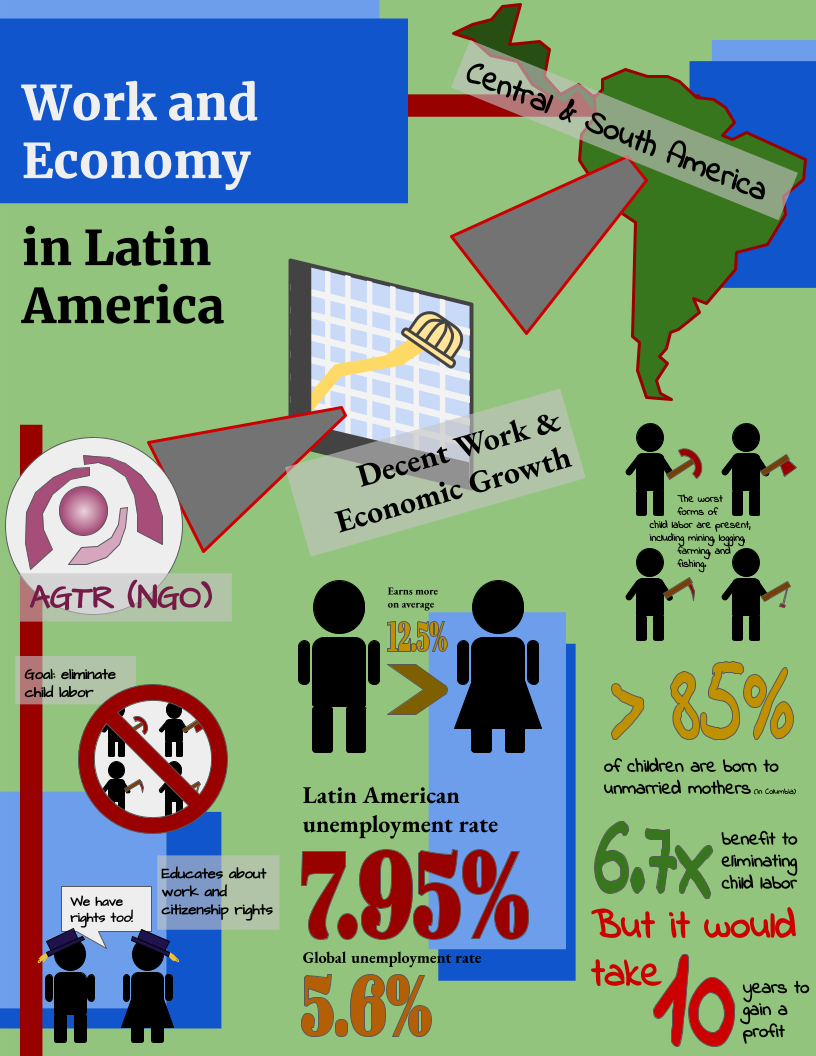 Work and
Economy
in Latin
America
Central & South America
Decent Work &
Economic Growth
AGTR (NGO)
Goal: eliminate
child labor
Educates about
work and
citizenship rights
We have
rights too!
Earns more
on average
12.5%
>
Latin American
unemployment rate
7.95%
Global unemployment rate
5.6%
The worst
forms of
child labor are present,
including mining, logging,
farming, and
fishing.
> 85%
of children are born to
unmarried mothers (in Columbia)
6.7x
benefit to
eliminating
child labor
But it would
take 10
years to
gain a
profit